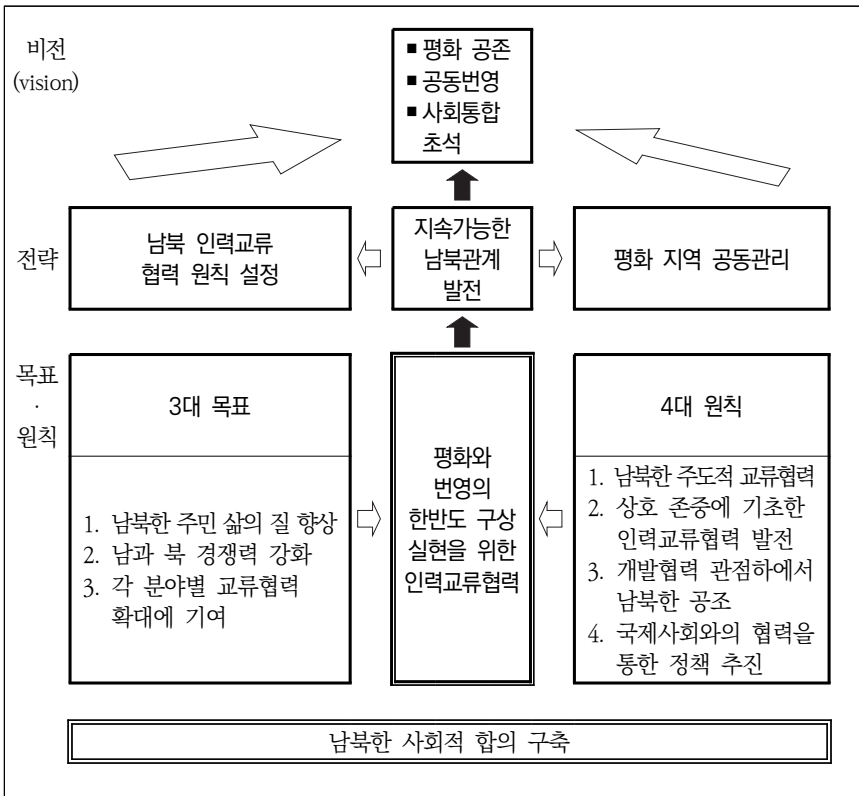 비전
(vision)
▪ 평화 공존
▪ 공동번영
▪ 사회통합
초석
전략
남북 인력교류
협력 원칙 설정
지속가능한
남북관계
발전
평화 지역 공동관리
목표
·
원칙
3대 목표
1. 남북한 주민 삶의 질 향상
2. 남과 북 경쟁력 강화
3. 각 분야별 교류협력
확대에 기여
평화와
번영의
한반도 구상
실현을 위한
인력교류협력
4대 원칙
1. 남북한 주도적 교류협력
2. 상호 존중에 기초한
인력교류협력 발전
3. 개발협력 관점하에서
남북한 공조
4. 국제사회와의 협력을
통한 정책 추진
남북한 사회적 합의 구축